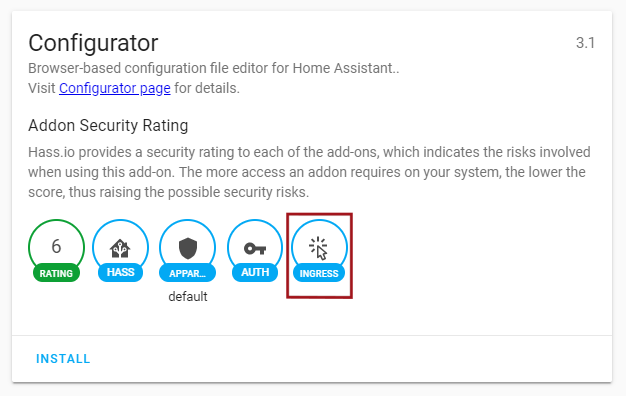 Configurator
3.1
Browser-based configuration file editor for Home Assistant..
Visit Configurator page for details.
Addon Security Rating
Hass.io provides a security rating to each of the add-ons, which indicates the risks involved
when using this add-on. The more access an addon requires on your system, the lower the
score, thus raising the possible security risks.
6
RATING
HASS
APPAR...
default
AUTH
INGRESS
INSTALL